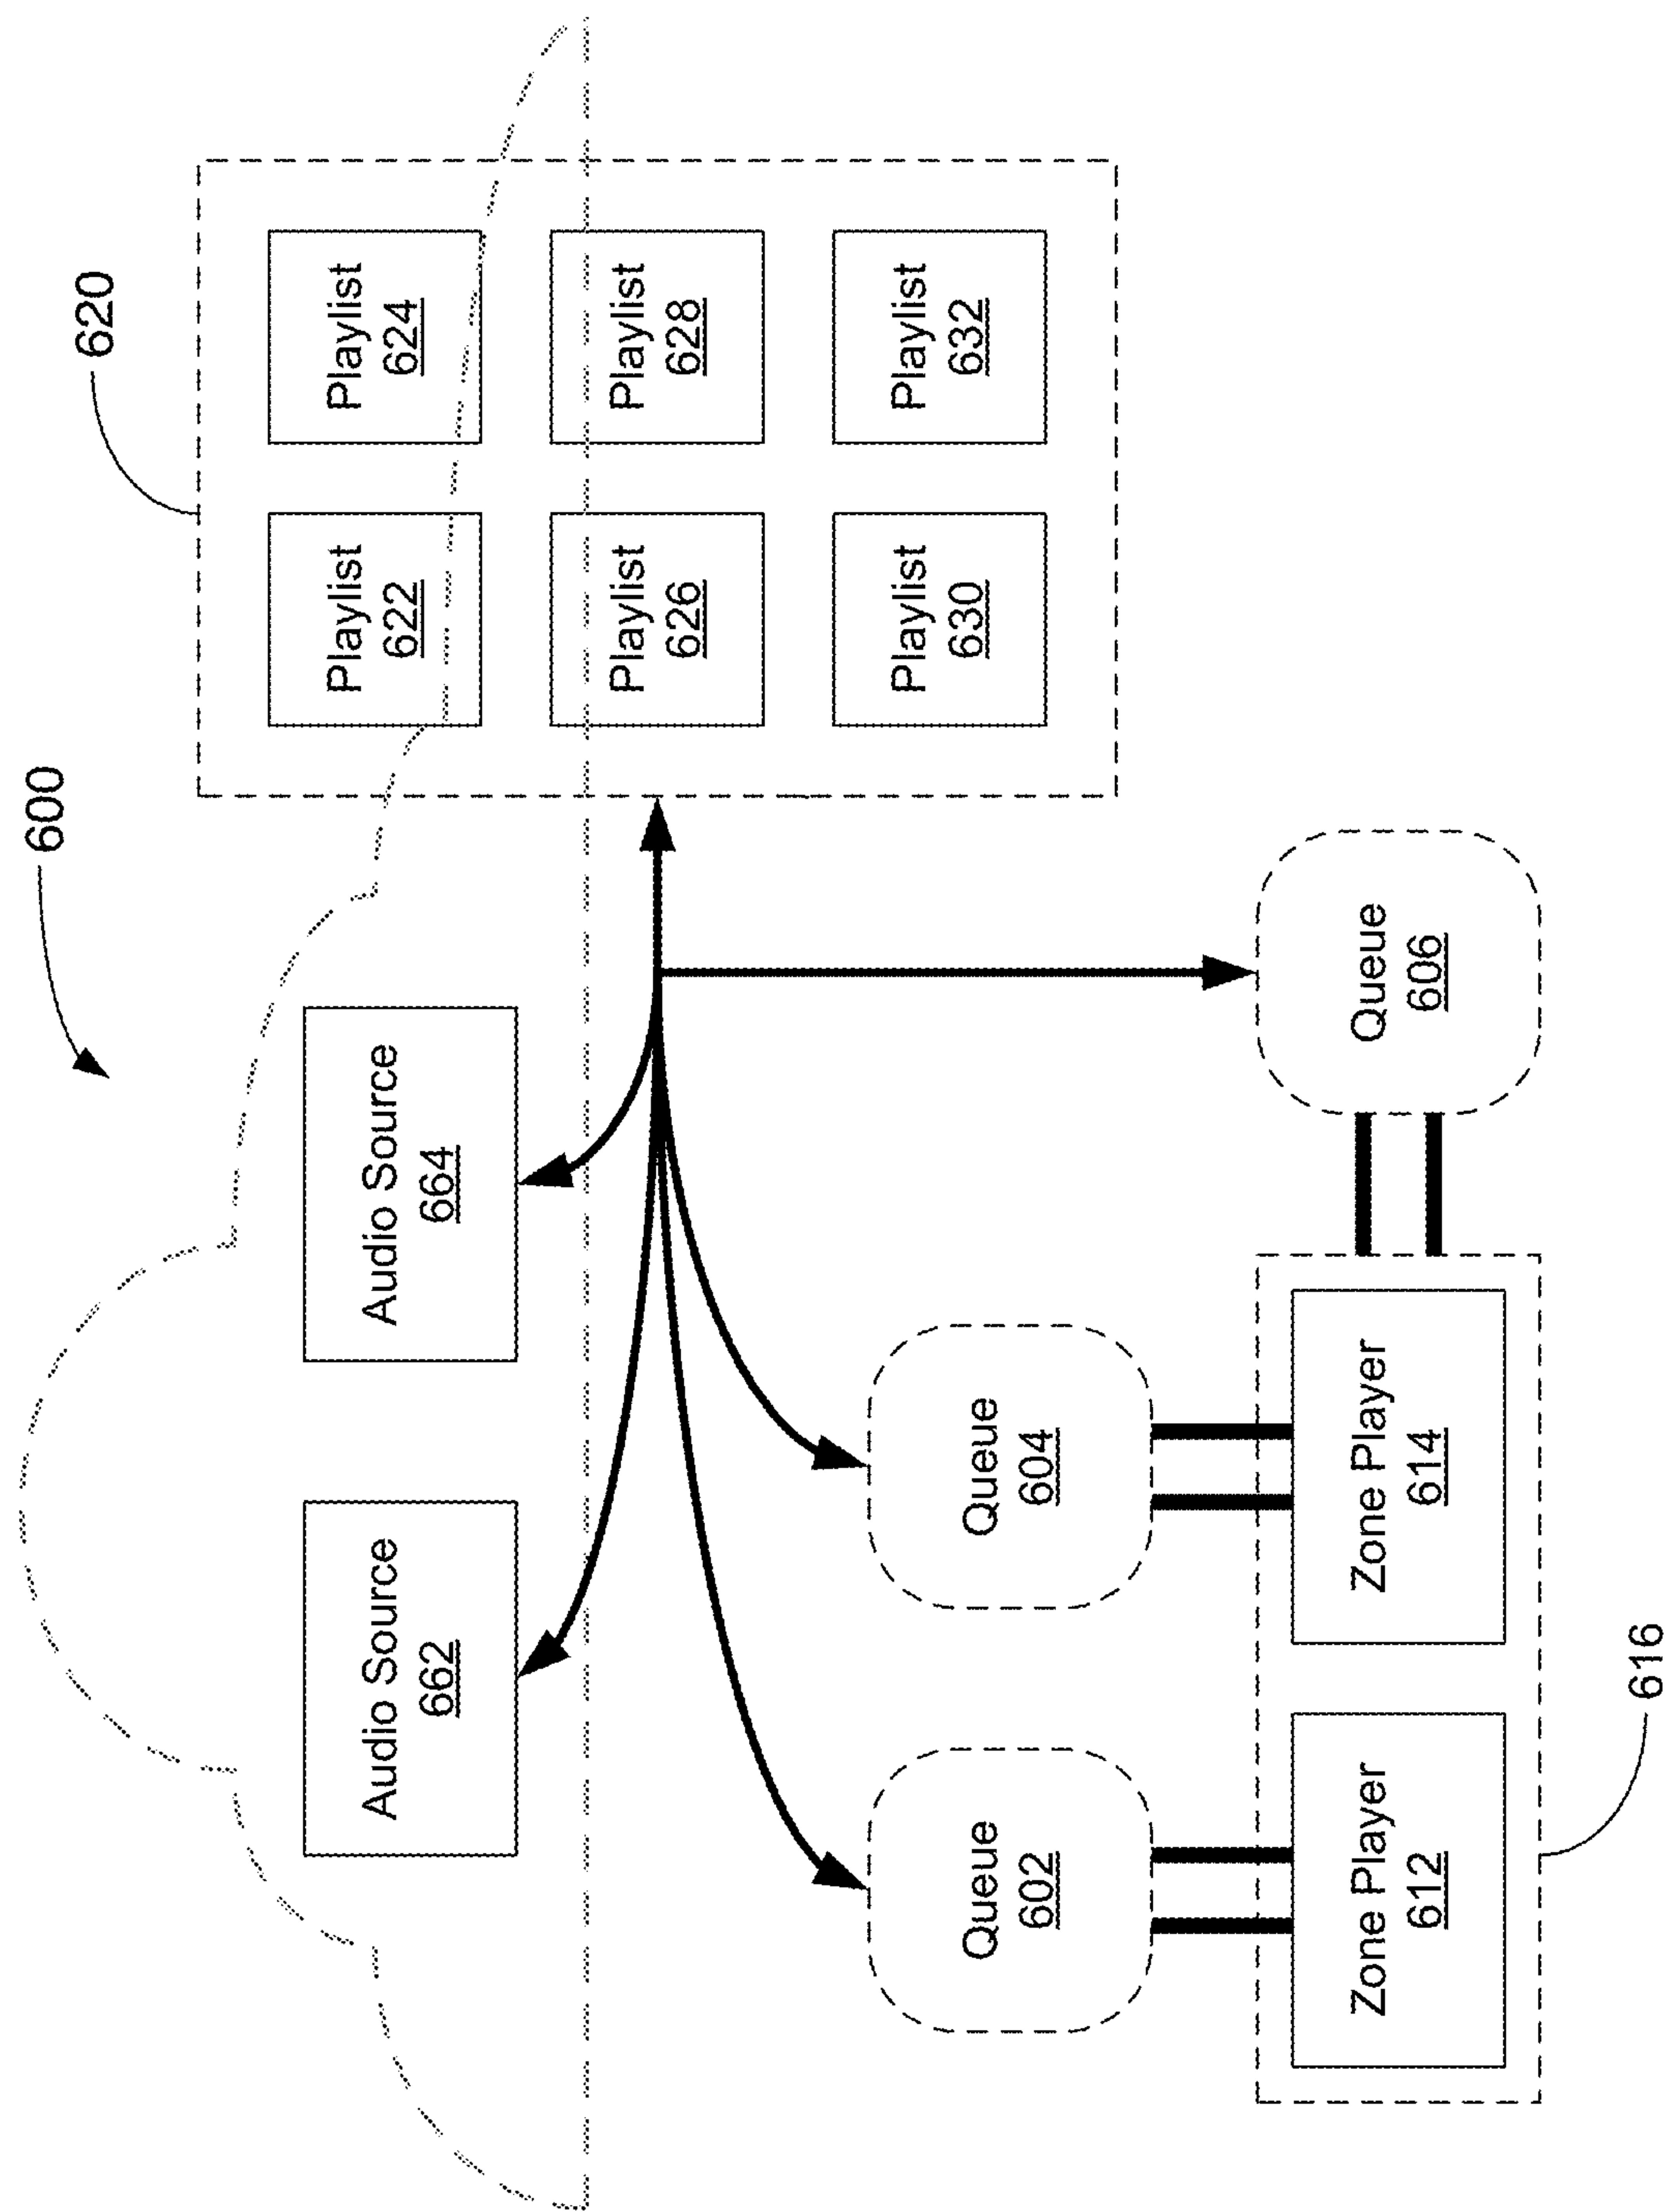 600
620
Audio Source
662
Audio Source
664
Playlist
622
Playlist
624
Playlist
626
Playlist
628
Playlist
630
Playlist
632
Queue
602
Queue
604
Queue
606
Zone Player
612
Zone Player
614
616